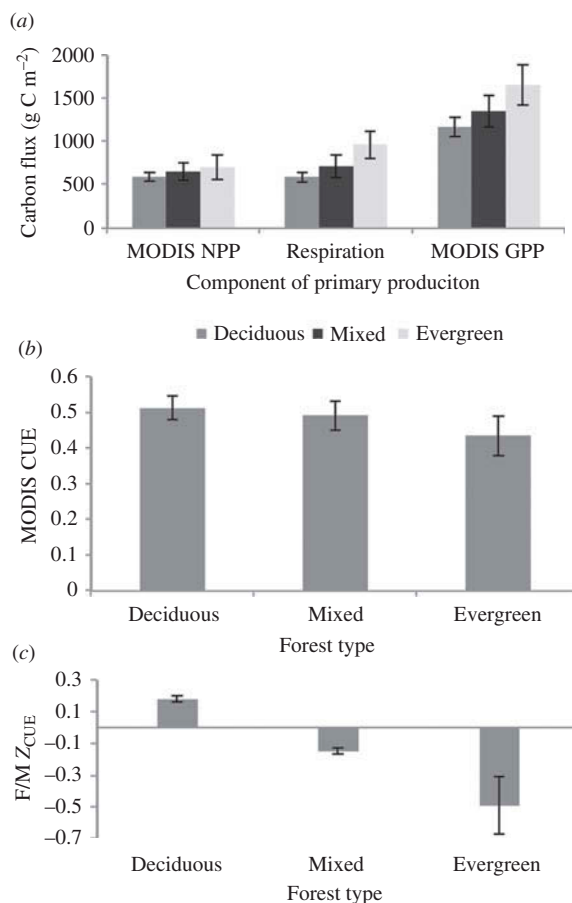 (a)
2000
1500
1000
500
0
Carbon flux (g C m⁻²)
MODIS NPP Respiration MODIS GPP
Component of primary produciton
Deciduous Mixed Evergreen
(b)
0.6
0.5
0.4
0.3
0.2
0.1
0
MODIS CUE
Deciduous Mixed Evergreen
Forest type
(c)
0.3
0.1
−0.1
−0.3
−0.5
−0.7
F/M Z_CUE
Deciduous Mixed Evergreen
Forest type